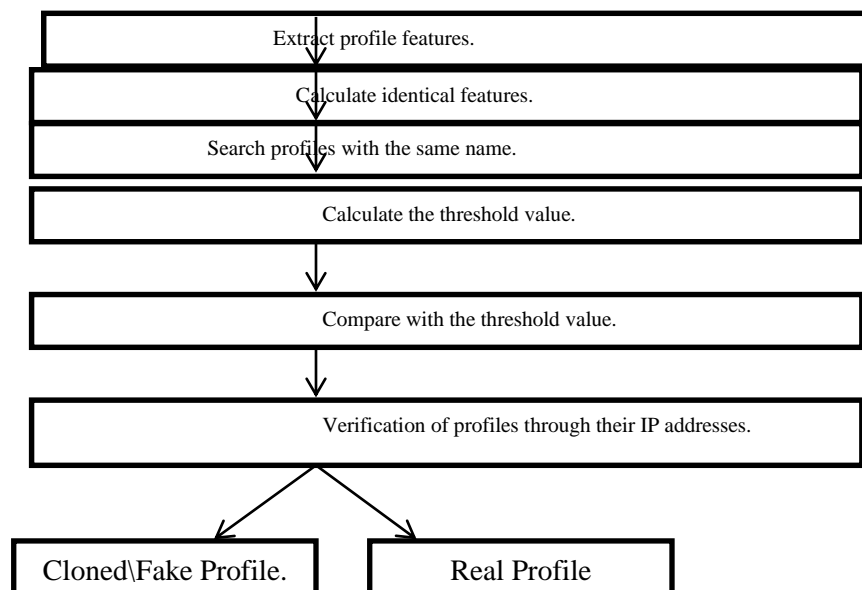 Extract profile features.
Calculate identical features.
Search profiles with the same name.
Calculate the threshold value.
Compare with the threshold value.
Verification of profiles through their IP addresses.
Cloned\Fake Profile.
Real Profile